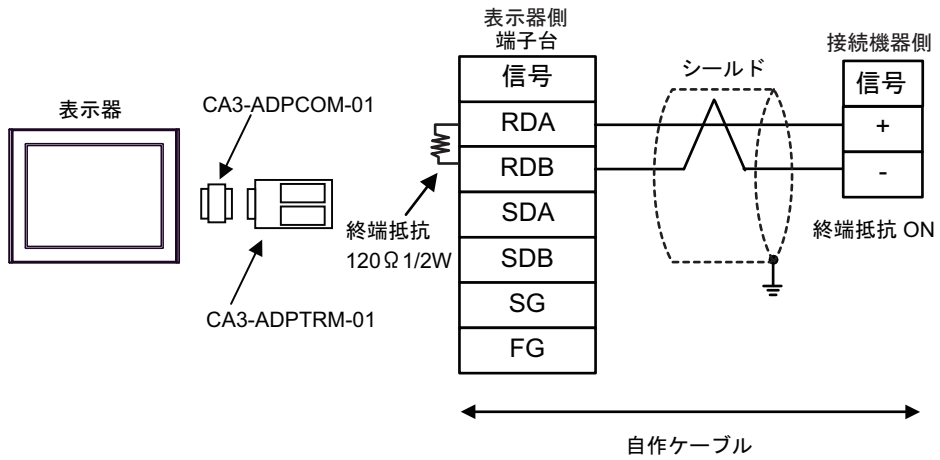 表示器
CA3-ADPCOM-01
CA3-ADPTRM-01
終端抵抗
120Ω 1/2W
表示器側
端子台
信号
RDA
RDB
SDA
SDB
SG
FG
シールド
接続機器側
信号
+
-
終端抵抗 ON
自作ケーブル